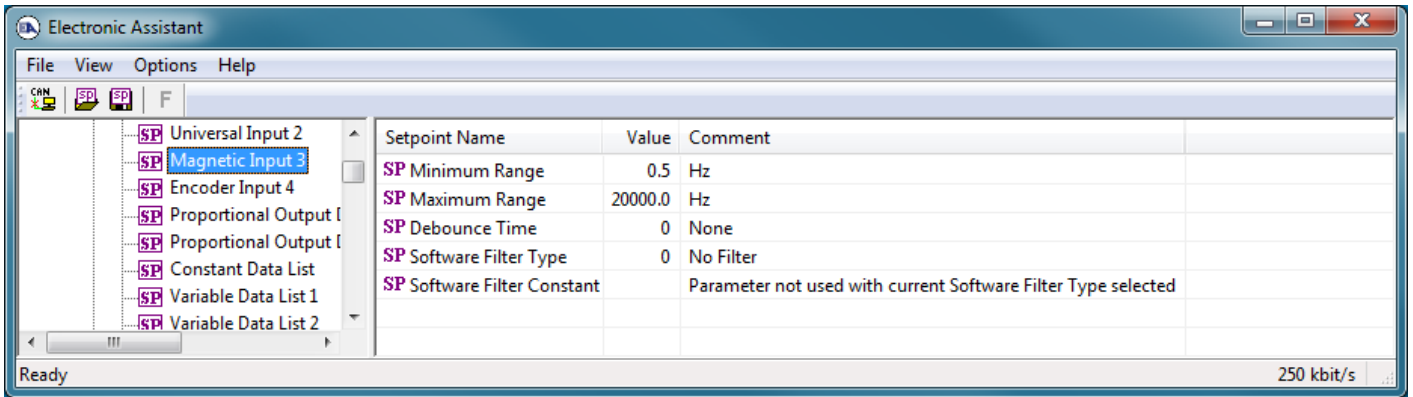 EA Electronic Assistant
File View Options Help
CAN SP SP F
SP Universal Input 2
SP Magnetic Input 3
SP Encoder Input 4
SP Proportional Output
SP Proportional Output
SP Constant Data List
SP Variable Data List 1
SP Variable Data List 2
Setpoint Name Value Comment
SP Minimum Range 0.5 Hz
SP Maximum Range 20000.0 Hz
SP Debounce Time 0 None
SP Software Filter Type 0 No Filter
SP Software Filter Constant Parameter not used with current Software Filter Type selected
Ready 250 kbit/s